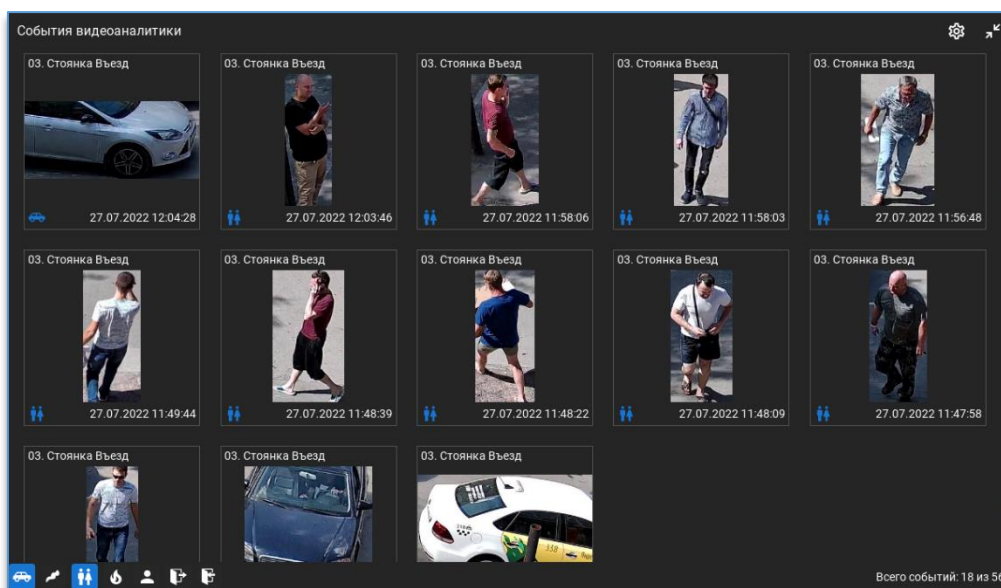 События видеоаналитики
03. Стоянка Въезд
03. Стоянка Въезд
03. Стоянка Въезд
03. Стоянка Въезд
03. Стоянка Въезд
27.07.2022 12:04:28
27.07.2022 12:03:46
27.07.2022 11:58:06
27.07.2022 11:58:03
27.07.2022 11:56:48
03. Стоянка Въезд
03. Стоянка Въезд
03. Стоянка Въезд
03. Стоянка Въезд
03. Стоянка Въезд
27.07.2022 11:49:44
27.07.2022 11:48:39
27.07.2022 11:48:22
27.07.2022 11:48:09
27.07.2022 11:47:58
03. Стоянка Въезд
03. Стоянка Въезд
03. Стоянка Въезд
Всего событий: 18 из